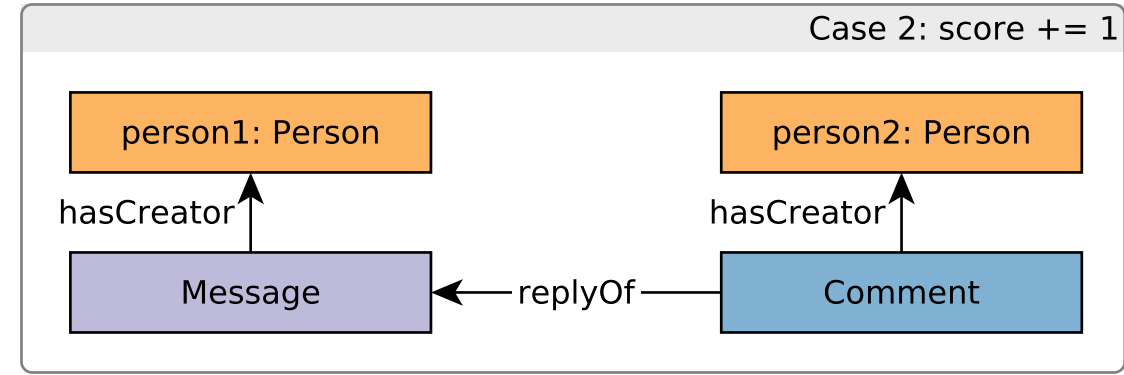 Case 2: score += 1
person1: Person
person2: Person
hasCreator
hasCreator
Message
replyOf
Comment